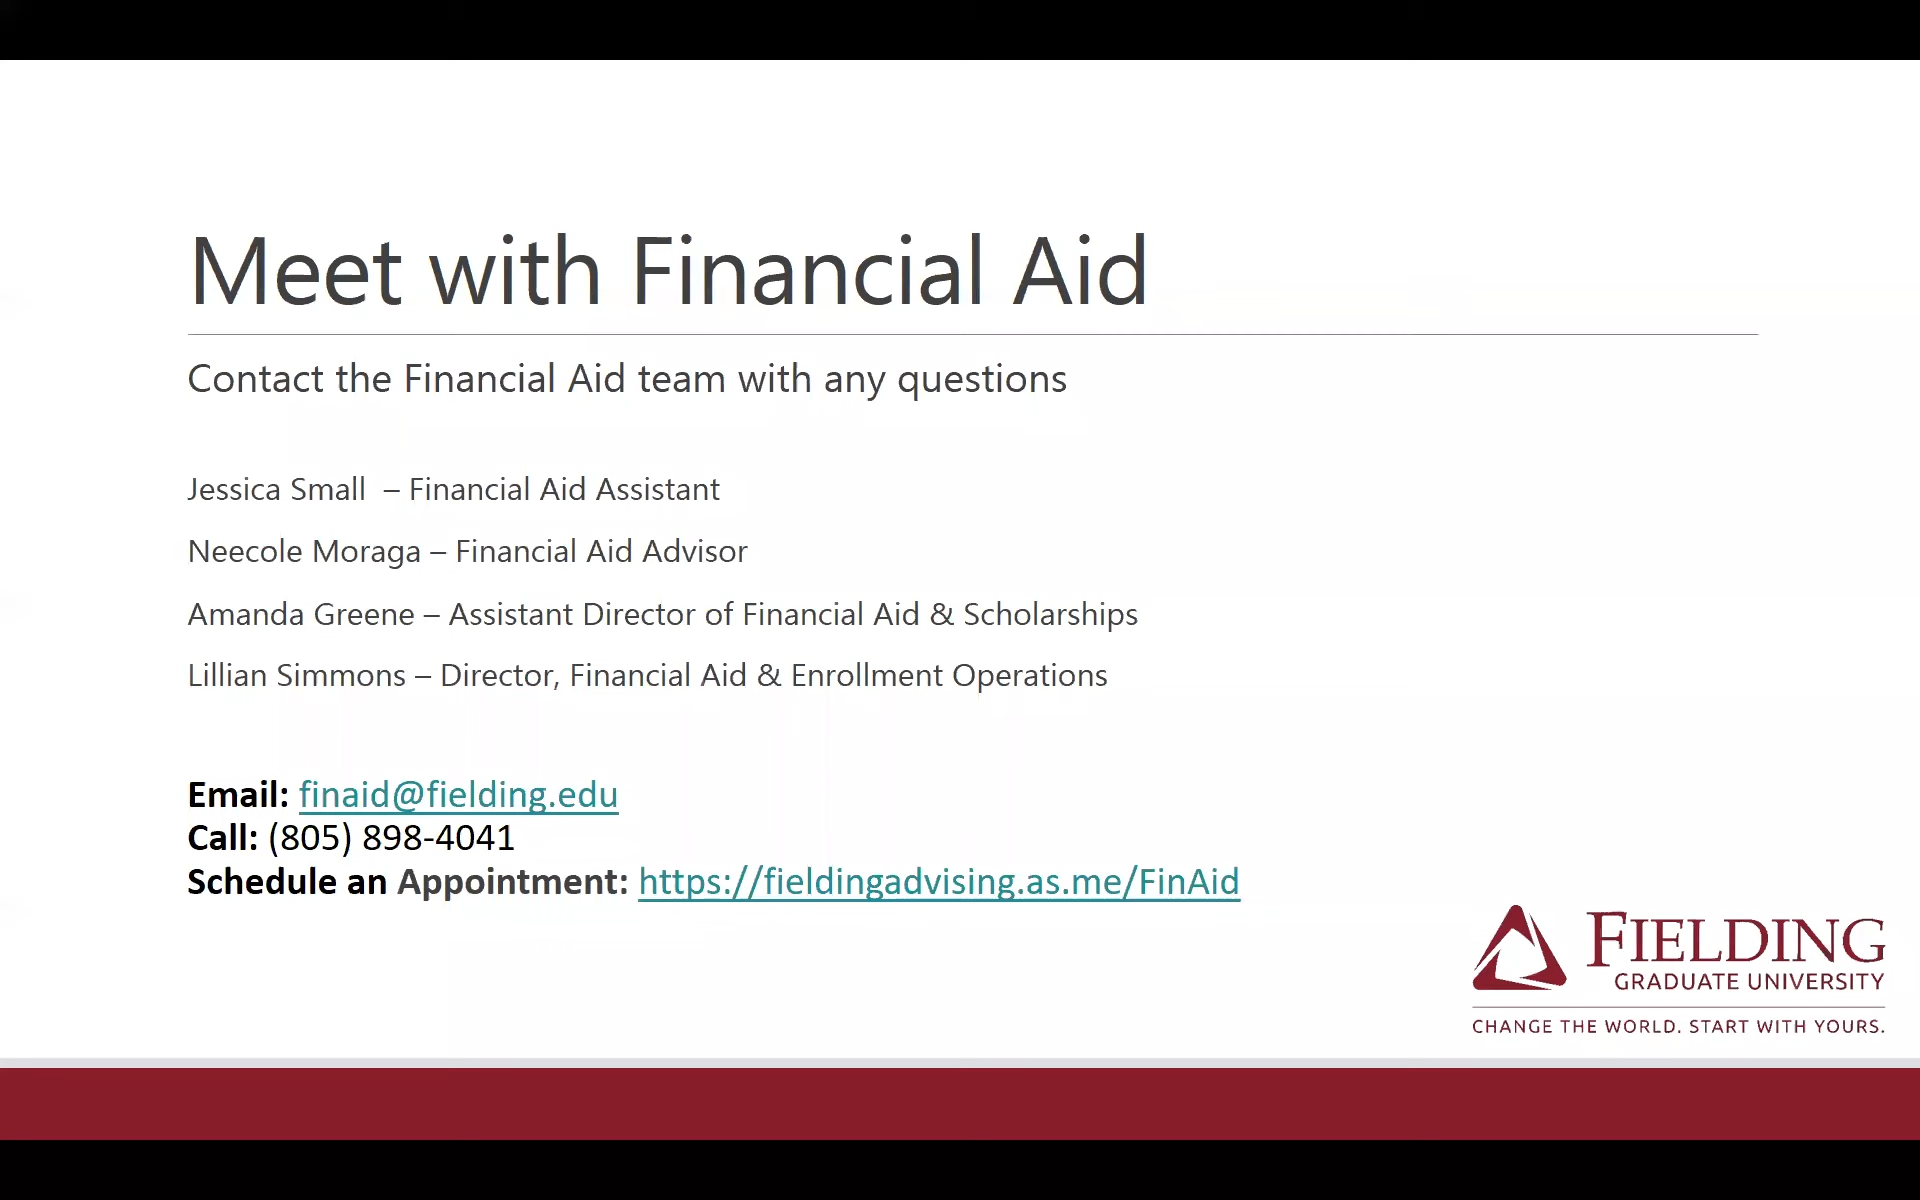 Meet with Financial Aid
Contact the Financial Aid team with any questions
Jessica Small  – Financial Aid Assistant
Neecole Moraga – Financial Aid Advisor
Amanda Greene – Assistant Director of Financial Aid & Scholarships
Lillian Simmons – Director, Financial Aid & Enrollment Operations
Email: finaid@fielding.edu
Call: (805) 898-4041
Schedule an Appointment: https://fieldingadvising.as.me/FinAid
FIELDING
GRADUATE UNIVERSITY
CHANGE THE WORLD. START WITH YOURS.